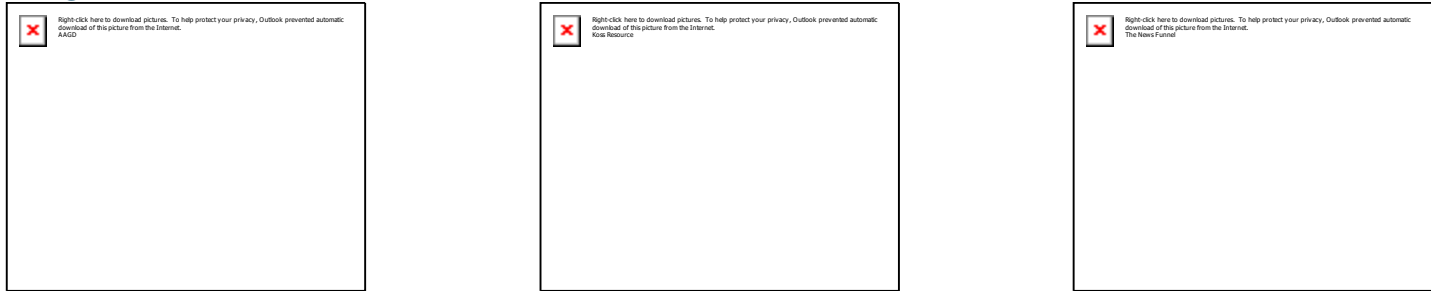 Right-click here to download pictures. To help protect your privacy, Outlook prevented automatic
download of this picture from the Internet.
AAGD
Right-click here to download pictures. To help protect your privacy, Outlook prevented automatic
download of this picture from the Internet.
Koss Resource
Right-click here to download pictures. To help protect your privacy, Outlook prevented automatic
download of this picture from the Internet.
The News Funnel